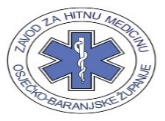 ZAVOD ZA HITNU MEDICINU
OSJEČKO-BARANJSKE ŽUPANIJE